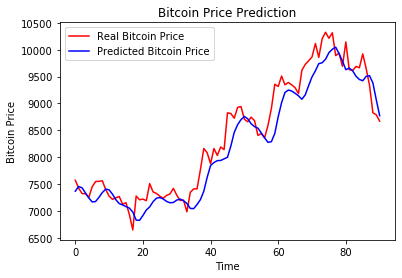 Bitcoin Price Prediction
Real Bitcoin Price
Predicted Bitcoin Price
Bitcoin Price
10500
10000
9500
9000
8500
8000
7500
7000
6500
0 20 40 60 80
Time